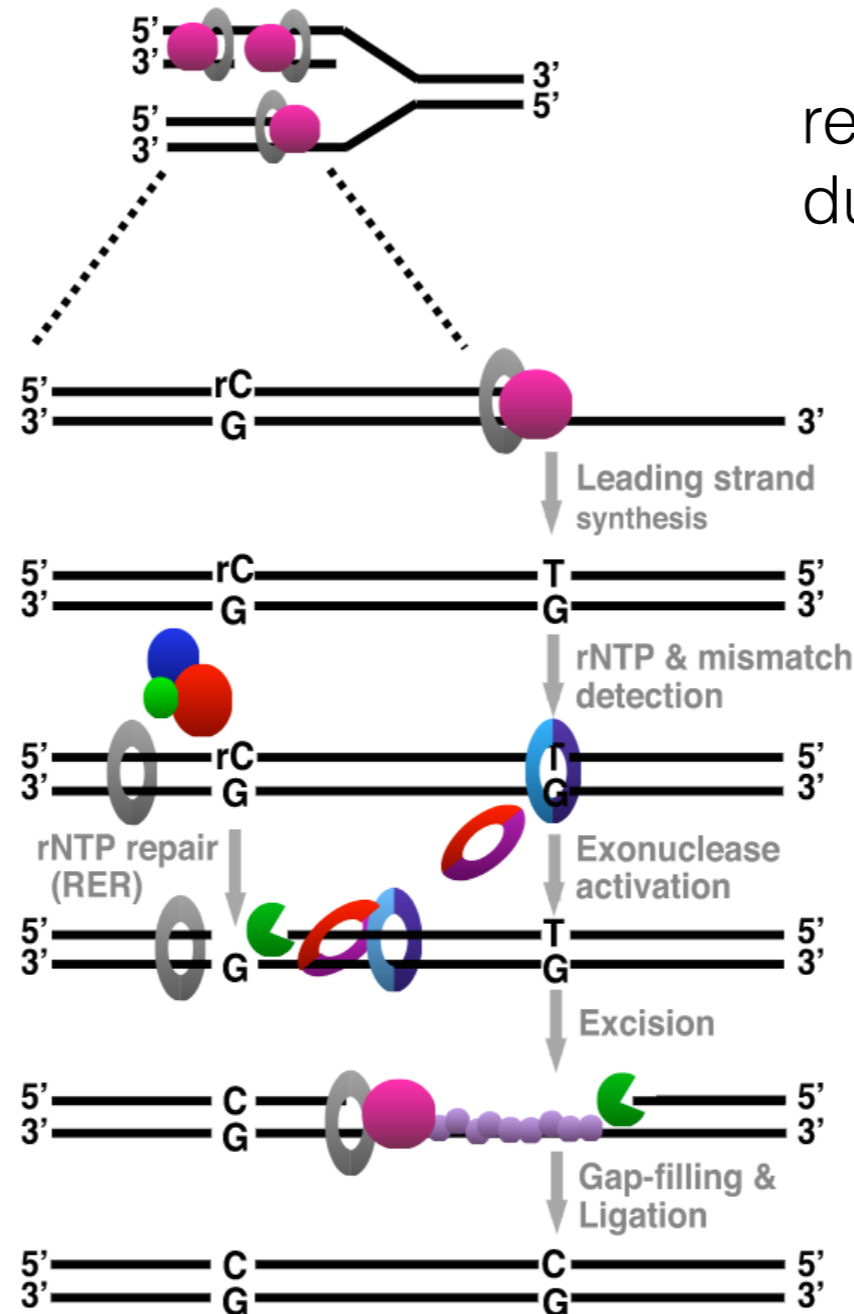 5’
3’
3’
5’
5’
3’
re
du
5’ rC
3’ G 3’
Leading strand
synthesis
5’ rC T 5’
3’ G G 3’
rNTP & mismatch
detection
5’ rC 5’
3’ G G 3’
rNTP repair
(RER)
Exonuclease
activation
5’ T 5’
3’ G G 3’
Excision
5’ C 5’
3’ G 3’
Gap-filling &
Ligation
5’ C C 5’
3’ G G 3’